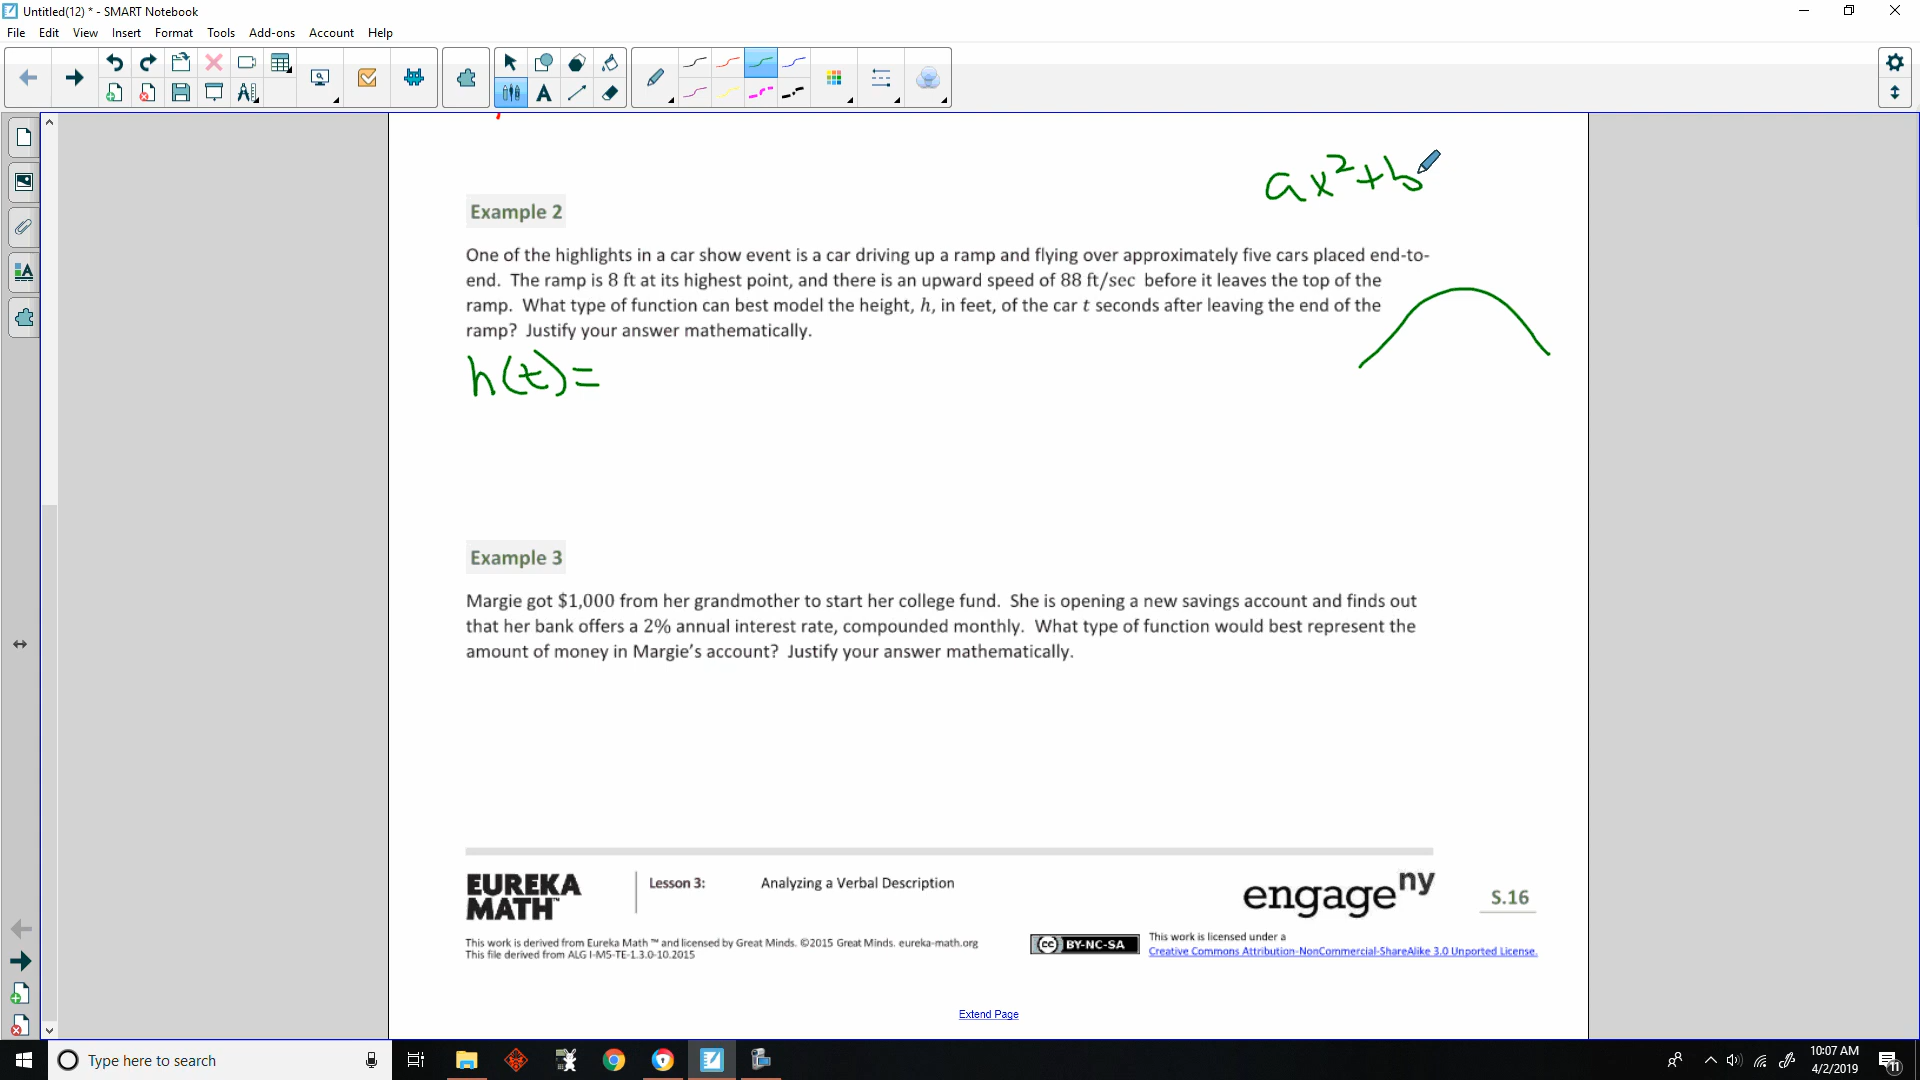 Untitled(12) * - SMART Notebook
File Edit View Insert Format Tools Add-ons Account Help
ax²+b
Example 2
One of the highlights in a car show event is a car driving up a ramp and flying over approximately five cars placed end-to-
end. The ramp is 8 ft at its highest point, and there is an upward speed of 88 ft/sec before it leaves the top of the
ramp. What type of function can best model the height, h, in feet, of the car t seconds after leaving the end of the
ramp? Justify your answer mathematically.
h(t)=
Example 3
Margie got $1,000 from her grandmother to start her college fund. She is opening a new savings account and finds out
that her bank offers a 2% annual interest rate, compounded monthly. What type of function would best represent the
amount of money in Margie's account? Justify your answer mathematically.
EUREKA
MATH™
Lesson 3: Analyzing a Verbal Description
engage ny
S.16
This work is derived from Eureka Math ™ and licensed by Great Minds. ©2015 Great Minds. eureka-math.org
This file derived from ALG I-M5-TE-1.3.0-10.2015
cc BY-NC-SA
This work is licensed under a
Creative Commons Attribution-NonCommercial-ShareAlike 3.0 Unported License.
Extend Page
Type here to search
10:07 AM
4/2/2019
11